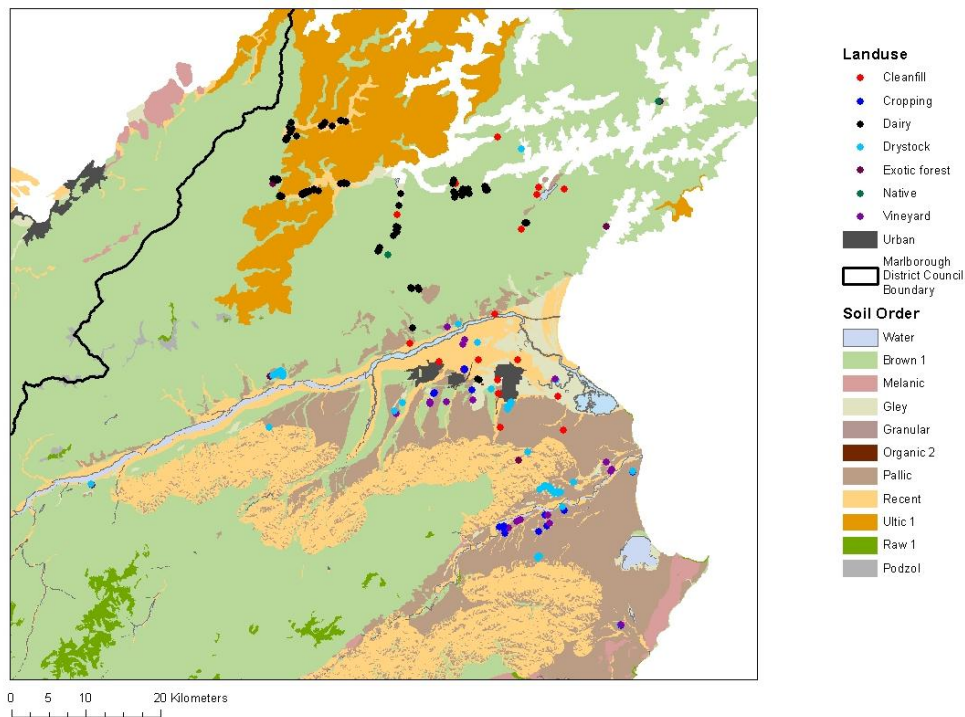 Landuse
Cleanfill
Cropping
Dairy
Drystock
Exotic forest
Native
Vineyard
Urban
Marlborough
District Council
Boundary
Soil Order
Water
Brown 1
Melanic
Gley
Granular
Organic 2
Pallic
Recent
Ultic 1
Raw 1
Podzol
0 5 10 20 Kilometers